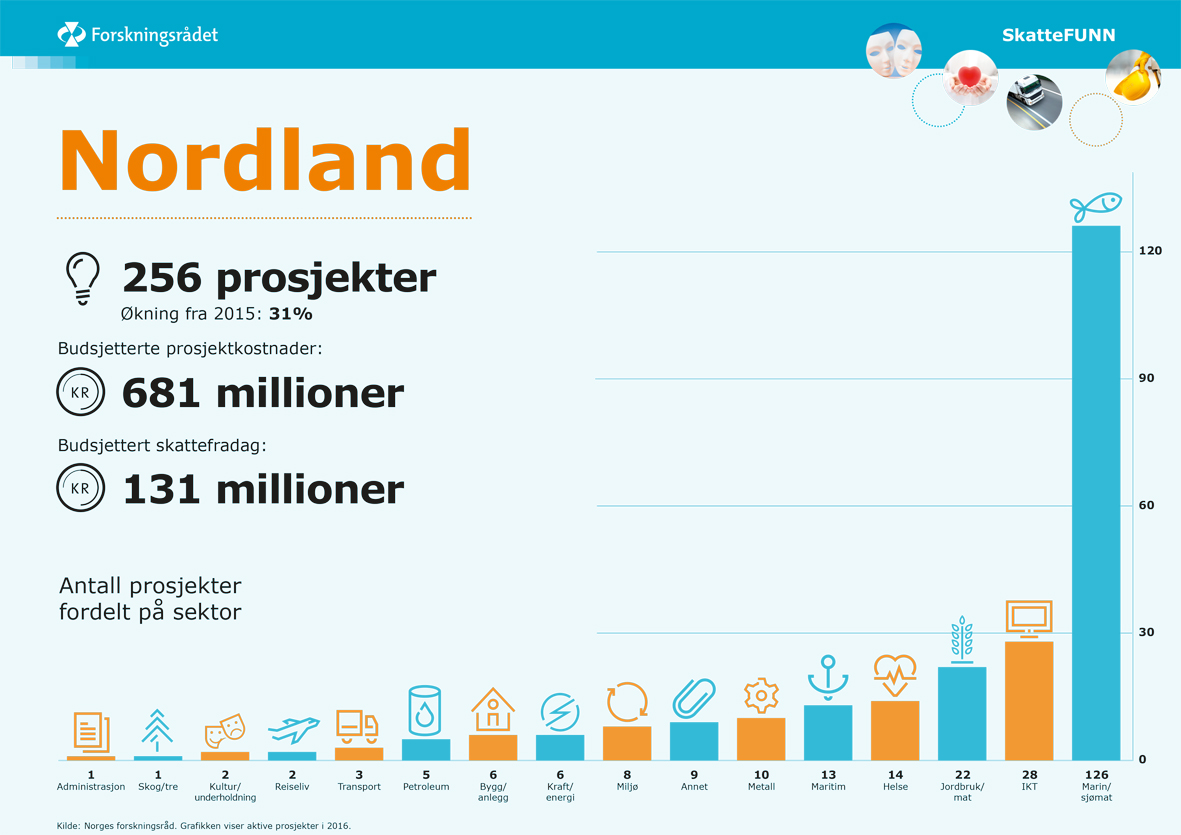 Forskningsrådet
SkatteFUNN
Nordland
256 prosjekter
Økning fra 2015: 31%
Budsjetterte prosjektkostnader:
KR
681 millioner
Budsjettert skattefradag:
KR
131 millioner
Antall prosjekter
fordelt på sektor
120
90
60
30
0
1
Administrasjon
1
Skog/tre
2
Kultur/
underholdning
2
Reiseliv
3
Transport
5
Petroleum
6
Bygg/
anlegg
6
Kraft/
energi
8
Miljø
9
Annet
10
Metall
13
Maritim
14
Helse
22
Jordbruk/
mat
28
IKT
126
Marin/
sjømat
Kilde: Norges forskningsråd. Grafikken viser aktive prosjekter i 2016.